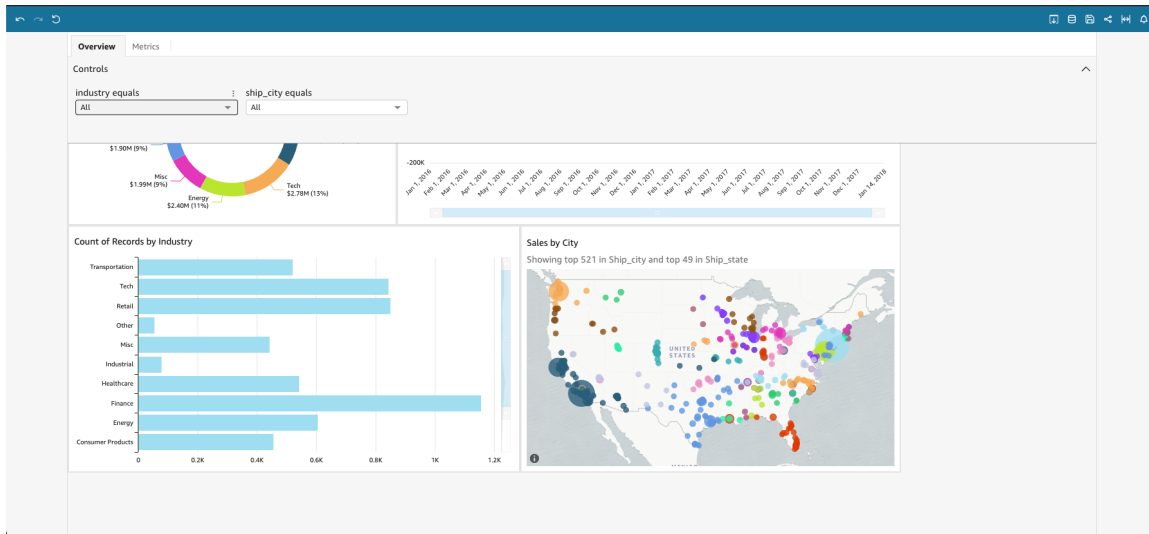 Overview Metrics
Controls
industry equals
ship_city equals
All
All
$1.90M (9%)
Misc
$1.99M (9%)
Energy
$2.40M (11%)
Tech
$2.78M (13%)
-200K
Jan 1, 2016
Feb 1, 2016
Mar 1, 2016
Apr 1, 2016
May 1, 2016
Jun 1, 2016
Jul 1, 2016
Aug 1, 2016
Sep 1, 2016
Oct 1, 2016
Nov 1, 2016
Dec 1, 2016
Jan 1, 2017
Feb 1, 2017
Mar 1, 2017
Apr 1, 2017
May 1, 2017
Jun 1, 2017
Jul 1, 2017
Aug 1, 2017
Sep 1, 2017
Oct 1, 2017
Nov 1, 2017
Dec 1, 2017
Jan 14, 2018
Count of Records by Industry
Transportation
Tech
Retail
Other
Misc
Industrial
Healthcare
Finance
Energy
Consumer Products
0 0.2K 0.4K 0.6K 0.8K 1K 1.2K
Sales by City
Showing top 521 in Ship_city and top 49 in Ship_state
UNITED
STATES